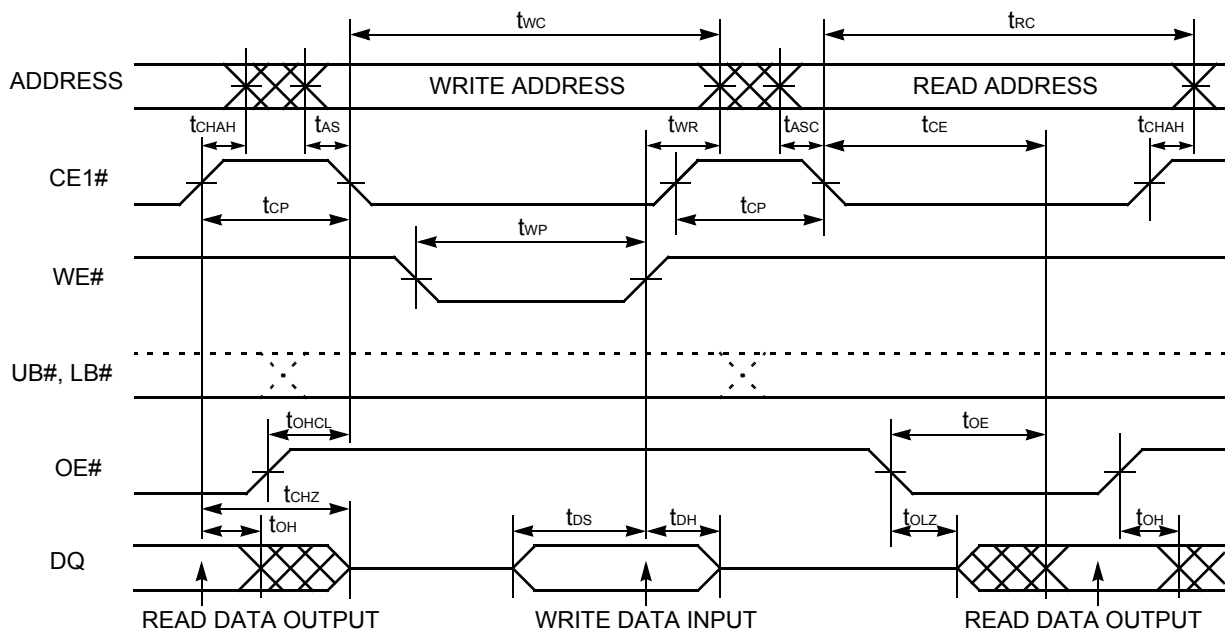 tWC
tRC
ADDRESS
WRITE ADDRESS
READ ADDRESS
tCHAH
tAS
tWR
tASC
tCE
tCHAH
CE1#
tCP
tWP
tCP
WE#
UB#, LB#
tOHCL
tOE
OE#
tCHZ
tOH
tDS
tDH
tOLZ
tOH
DQ
READ DATA OUTPUT
WRITE DATA INPUT
READ DATA OUTPUT